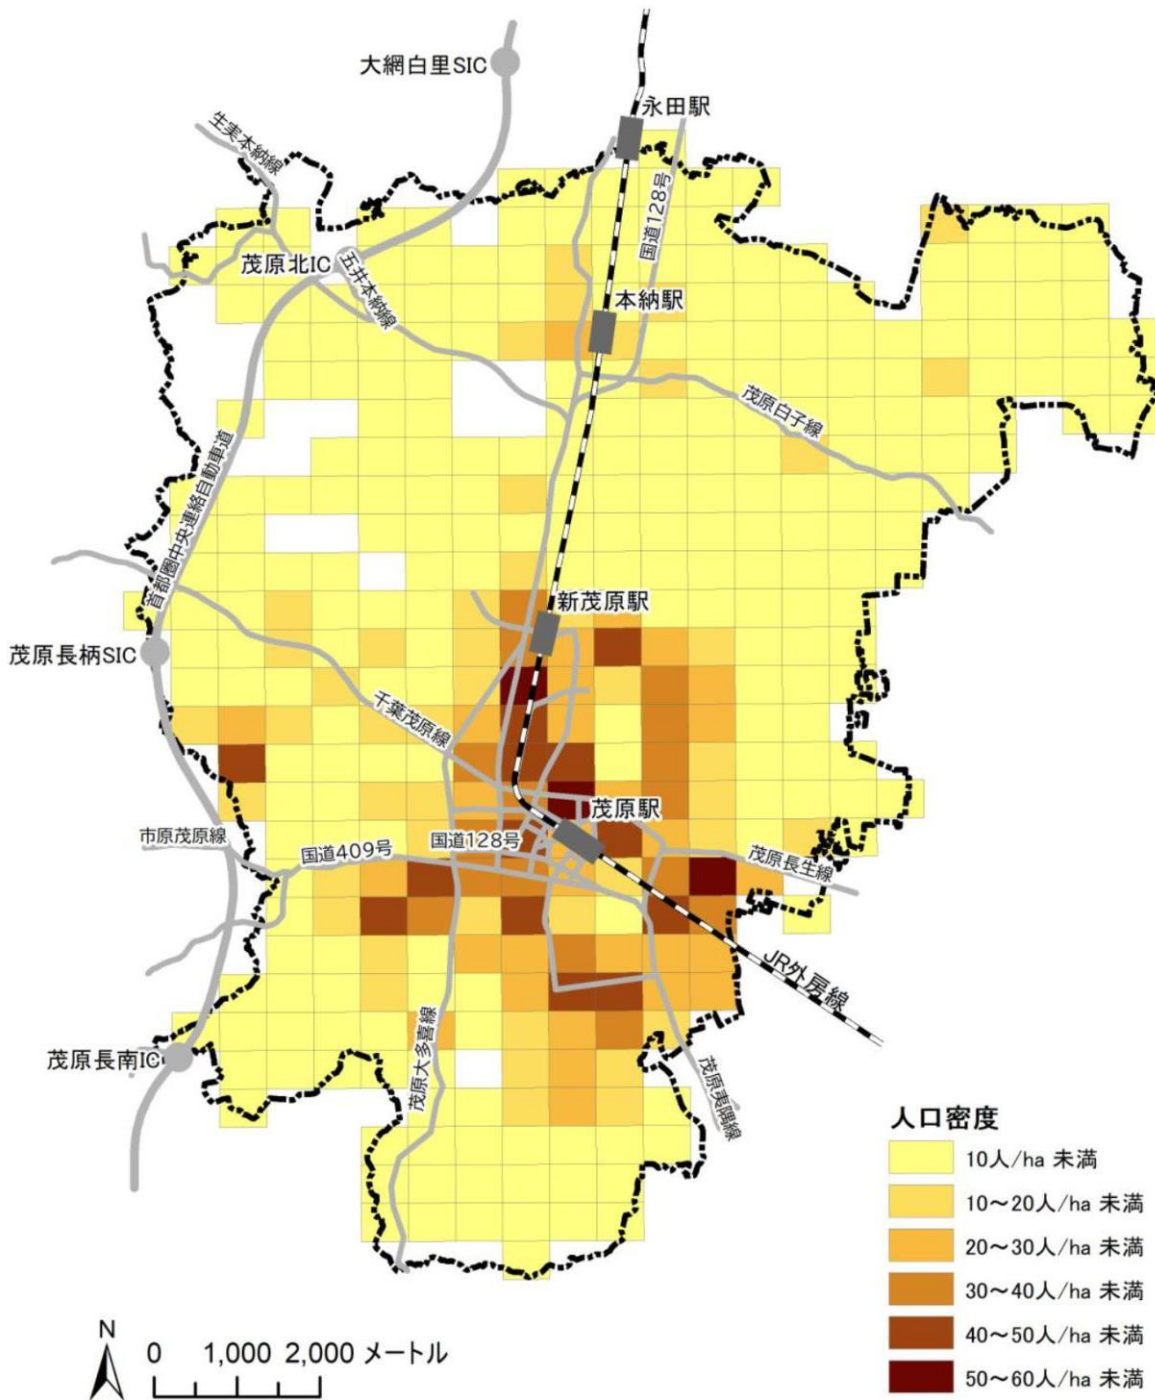 大網白里SIC
永田駅
生実本納線
国道128号
茂原北IC
五井本納線
本納駅
茂原白子線
首都圏中央連絡自動車道
新茂原駅
茂原長柄SIC
千葉茂原線
茂原駅
市原茂原線
国道409号
国道128号
茂原長生線
JR外房線
茂原大多喜線
茂原長南IC
茂原夷隅線
人口密度
10人/ha 未満
10～20人/ha 未満
20～30人/ha 未満
30～40人/ha 未満
40～50人/ha 未満
50～60人/ha 未満
N
0 1,000 2,000 メートル